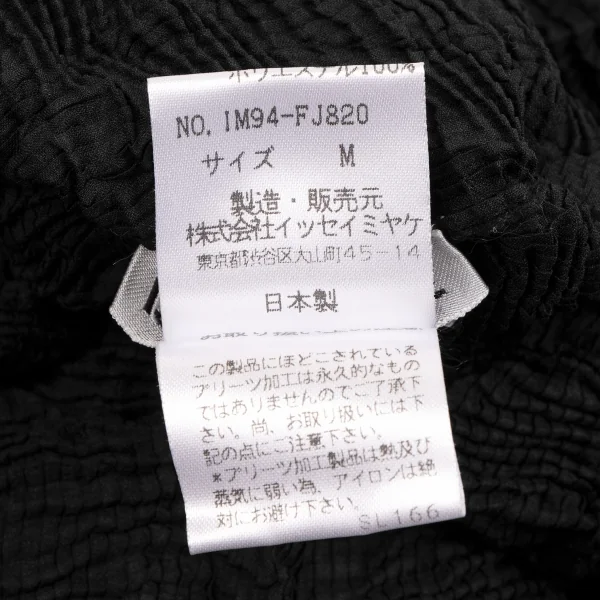 ポリエステル100%
NO. IM94-FJ820
サイズ M
製造・販売元
株式会社イッセイミヤケ
東京都渋谷区大山町45-14
日本製
この製品にほどこされている
プリーツ加工は永久的なもの
ではありませんのでご了承下
さい。尚、お取り扱いには下
記の点にご注意下さい。
*プリーツ加工製品は熱及び
蒸気に弱い為、アイロンは絶
対にお避け下さい。
SL166